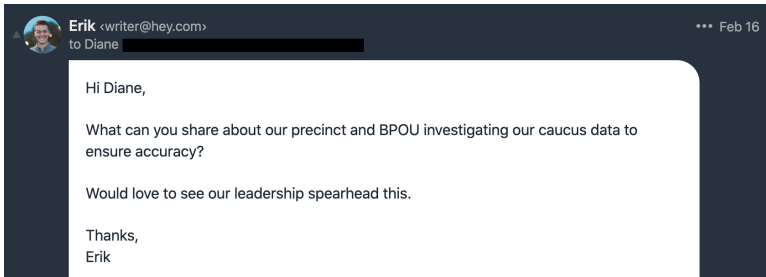 Erik <writer@hey.com>
••• Feb 16
to Diane
Hi Diane,
What can you share about our precinct and BPOU investigating our caucus data to
ensure accuracy?
Would love to see our leadership spearhead this.
Thanks,
Erik